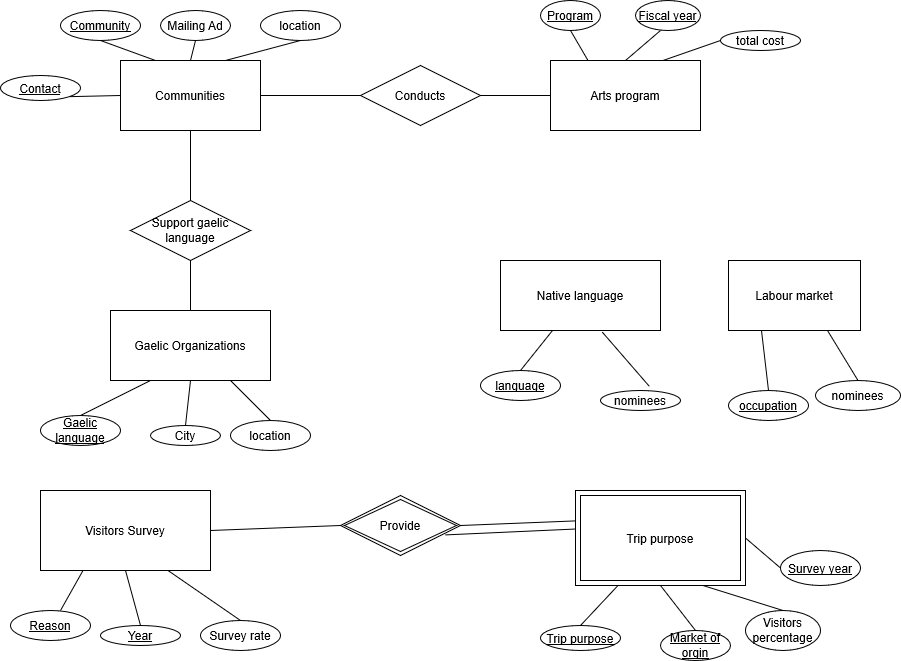 Community
Mailing Ad
location
Program
Fiscal year
total cost
Contact
Communities
Conducts
Arts program
Support gaelic
language
Native language
Labour market
Gaelic Organizations
language
nominees
occupation
nominees
Gaelic
language
City
location
Visitors Survey
Provide
Trip purpose
Survey year
Reason
Year
Survey rate
Trip purpose
Market of
orgin
Visitors
percentage